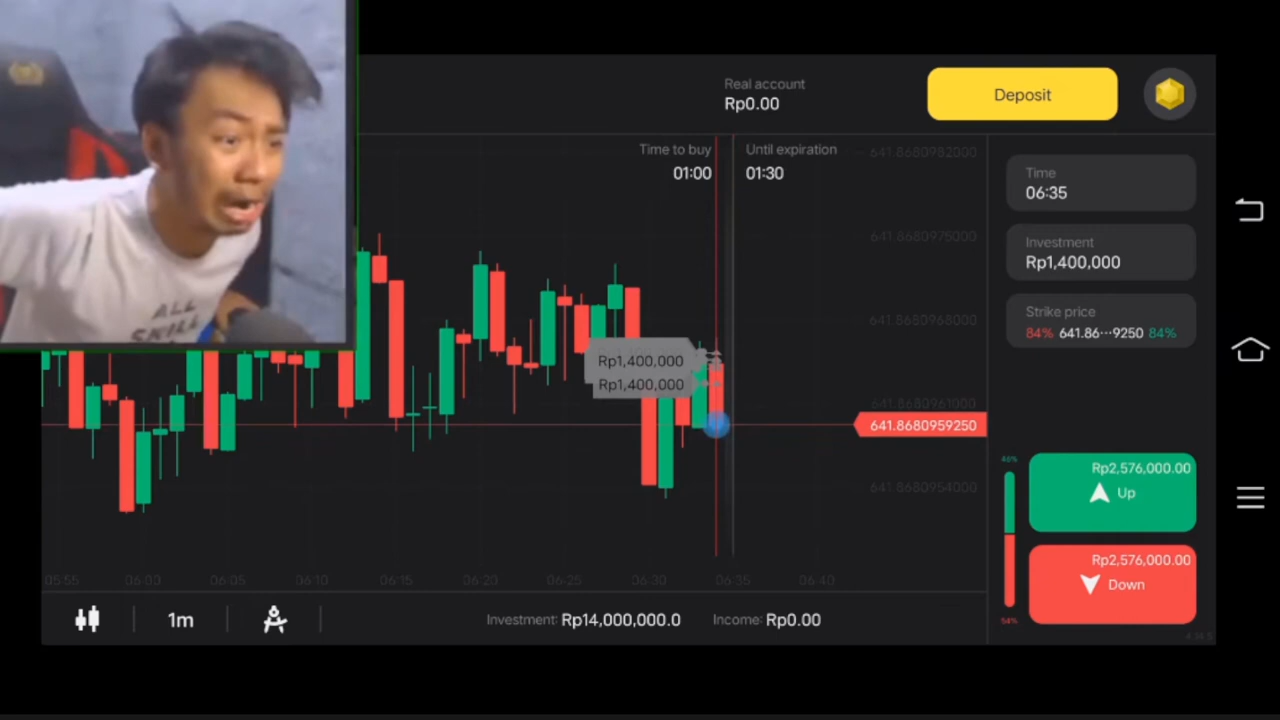 ALL
Real account
Rp0.00
Deposit
Time to buy
01:00
Until expiration
01:30
641.8680982000
641.8680975000
641.8680968000
641.8680961000
641.8680959250
641.8680954000
Rp1,400,000
Rp1,400,000
Time
06:35
Investment
Rp1,400,000
Strike price
84% 641.86···9250 84%
46%
Rp2,576,000.00
Up
Rp2,576,000.00
Down
54%
05:55 06:00 06:05 06:10 06:15 06:20 06:25 06:30 06:35 06:40
1m
Investment: Rp14,000,000.0
Income: Rp0.00